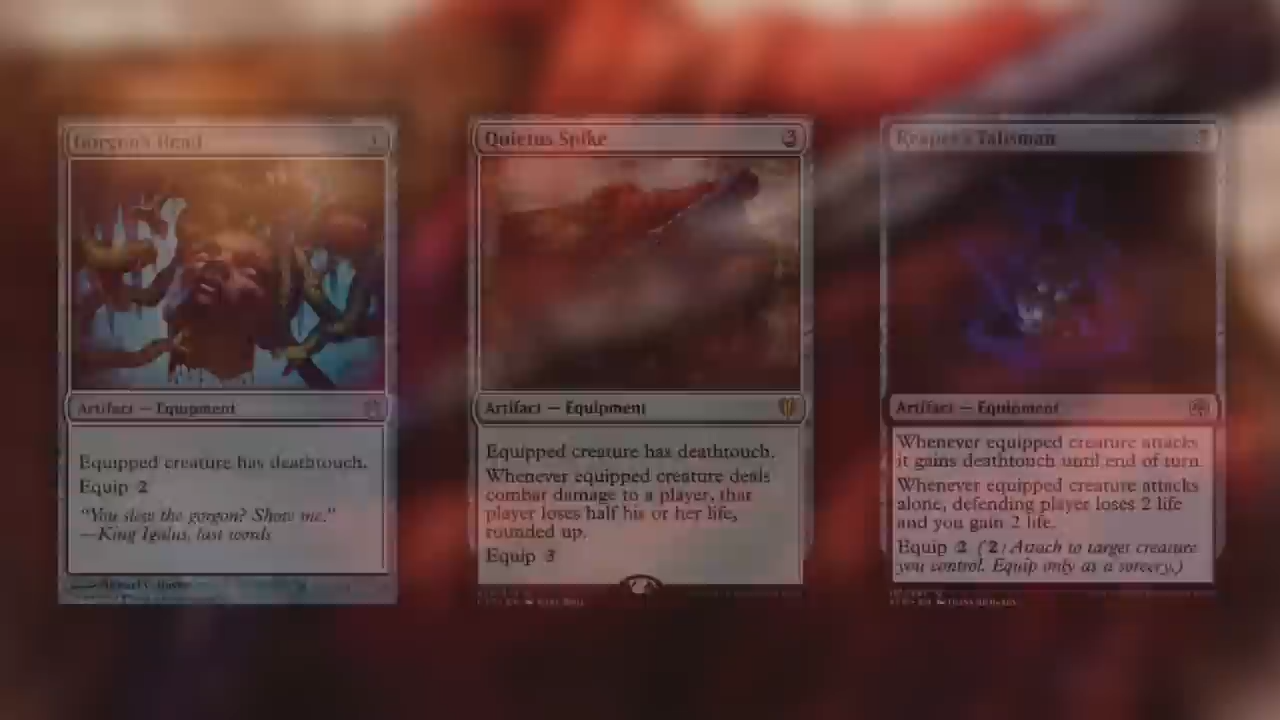 Gorgon's Head
1
Artifact — Equipment
Equipped creature has deathtouch.
Equip 2
"You slew the gorgon? Show me."
—King Igalus, last words
Quietus Spike
3
Artifact — Equipment
Equipped creature has deathtouch.
Whenever equipped creature deals
combat damage to a player, that
player loses half his or her life,
rounded up.
Equip 3
Reaper's Talisman
Artifact — Equipment
Whenever equipped creature attacks
it gains deathtouch until end of turn.
Whenever equipped creature attacks
alone, defending player loses 2 life
and you gain 2 life.
Equip 2 (2: Attach to target creature
you control. Equip only as a sorcery.)